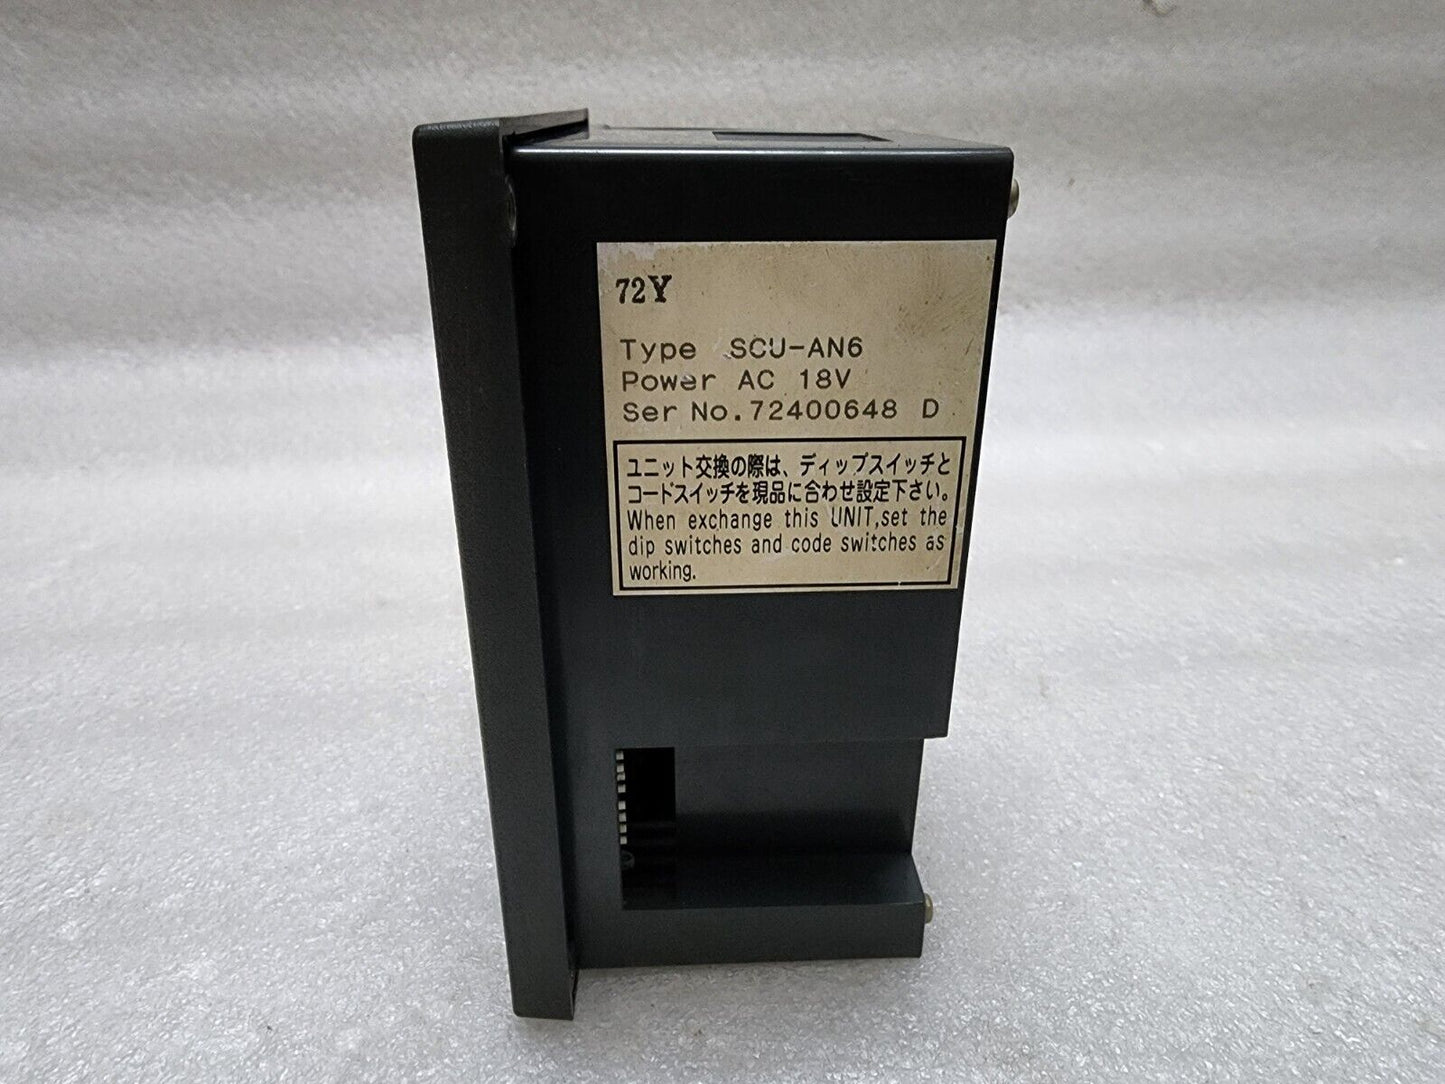 72Y
Type SCU-AN6
Power AC 18V
Ser No. 72400648 D
ユニット交換の際は、ディップスイッチと
コードスイッチを現品に合わせ設定下さい。
When exchange this UNIT,set the
dip switches and code switches as
working.